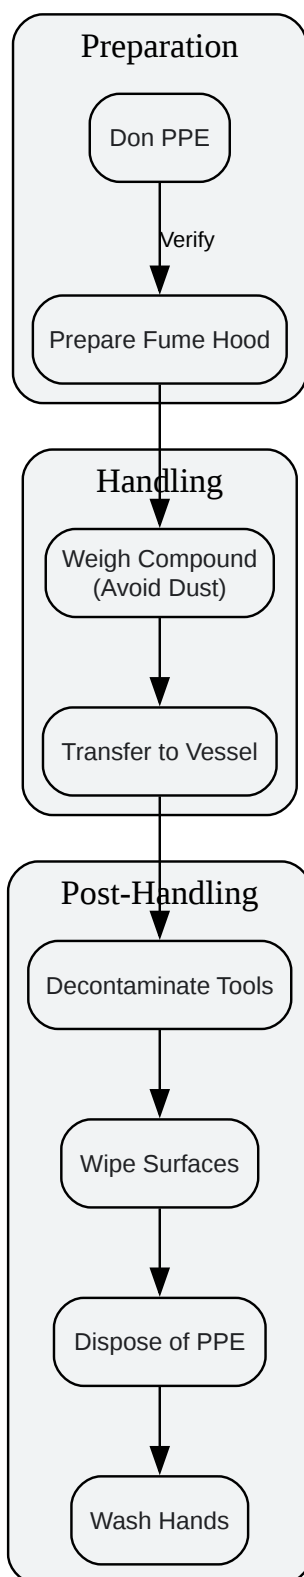 Preparation
Don PPE
Verify
Prepare Fume Hood
Handling
Weigh Compound
(Avoid Dust)
Transfer to Vessel
Post-Handling
Decontaminate Tools
Wipe Surfaces
Dispose of PPE
Wash Hands